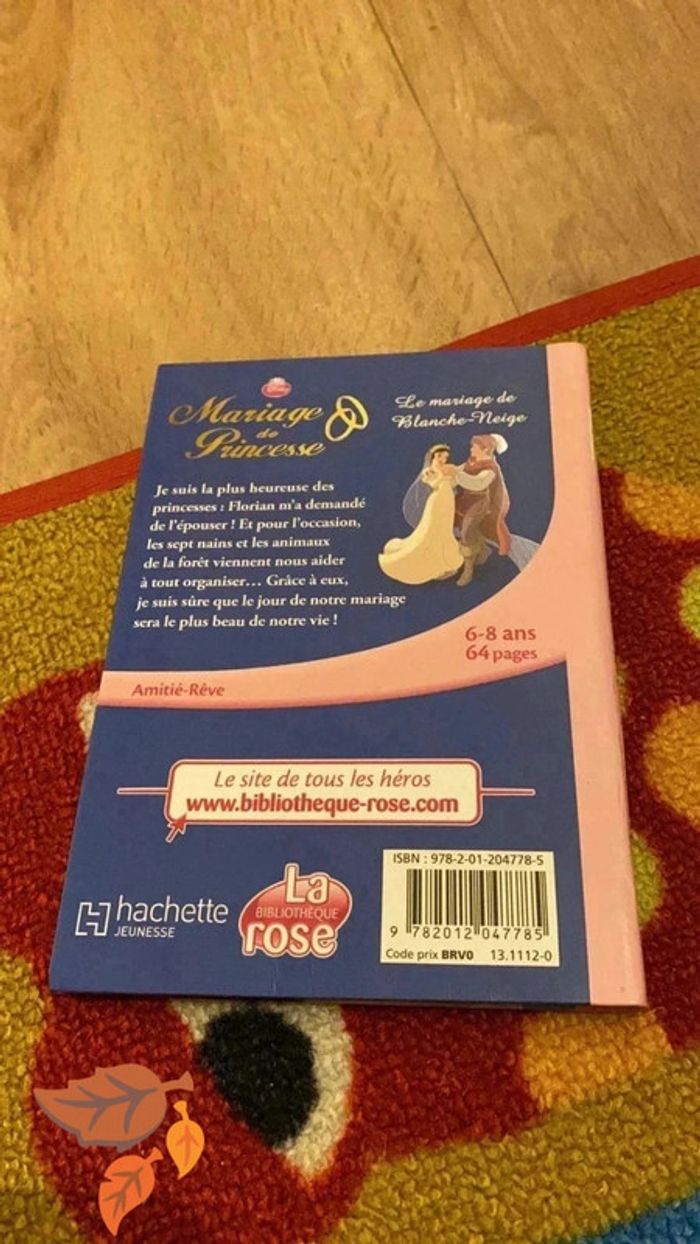 Mariage
de
Princesse
Le mariage de
Blanche-Neige
Je suis la plus heureuse des
princesses : Florian m'a demandé
de l'épouser ! Et pour l'occasion,
les sept nains et les animaux
de la forêt viennent nous aider
à tout organiser... Grâce à eux,
je suis sûre que le jour de notre mariage
sera le plus beau de notre vie !
6-8 ans
64 pages
Amitié-Rêve
Le site de tous les héros
www.bibliotheque-rose.com
hachette
JEUNESSE
La
BIBLIOTHÈQUE
rose
ISBN : 978-2-01-204778-5
9 782012 047785
Code prix BRV0 13.1112-0